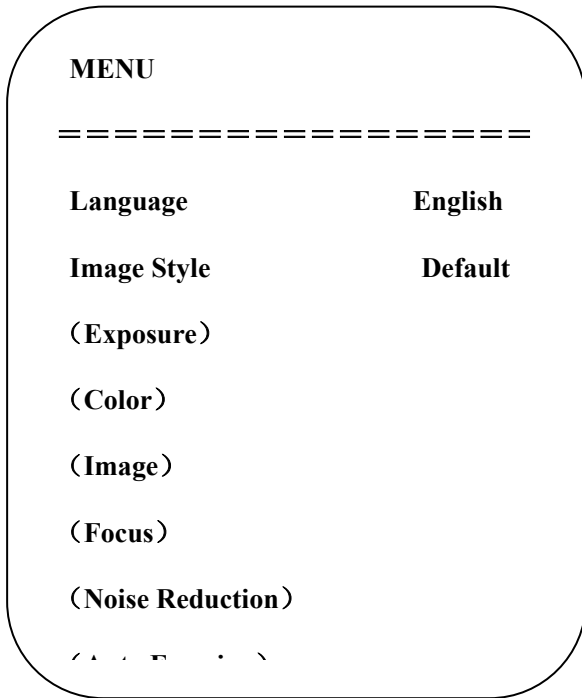 MENU
=================
Language English
Image Style Default
（Exposure）
（Color）
（Image）
（Focus）
（Noise Reduction）